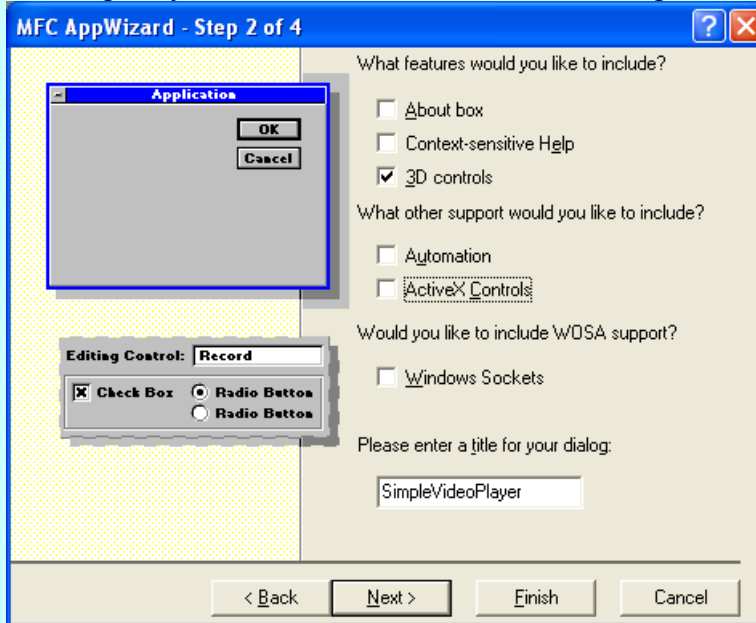 MFC AppWizard - Step 2 of 4
Application
OK
Cancel
Editing Control: Record
Check Box
Radio Button
Radio Button
What features would you like to include?
About box
Context-sensitive Help
3D controls
What other support would you like to include?
Automation
ActiveX Controls
Would you like to include WOSA support?
Windows Sockets
Please enter a title for your dialog:
SimpleVideoPlayer
< Back
Next >
Finish
Cancel